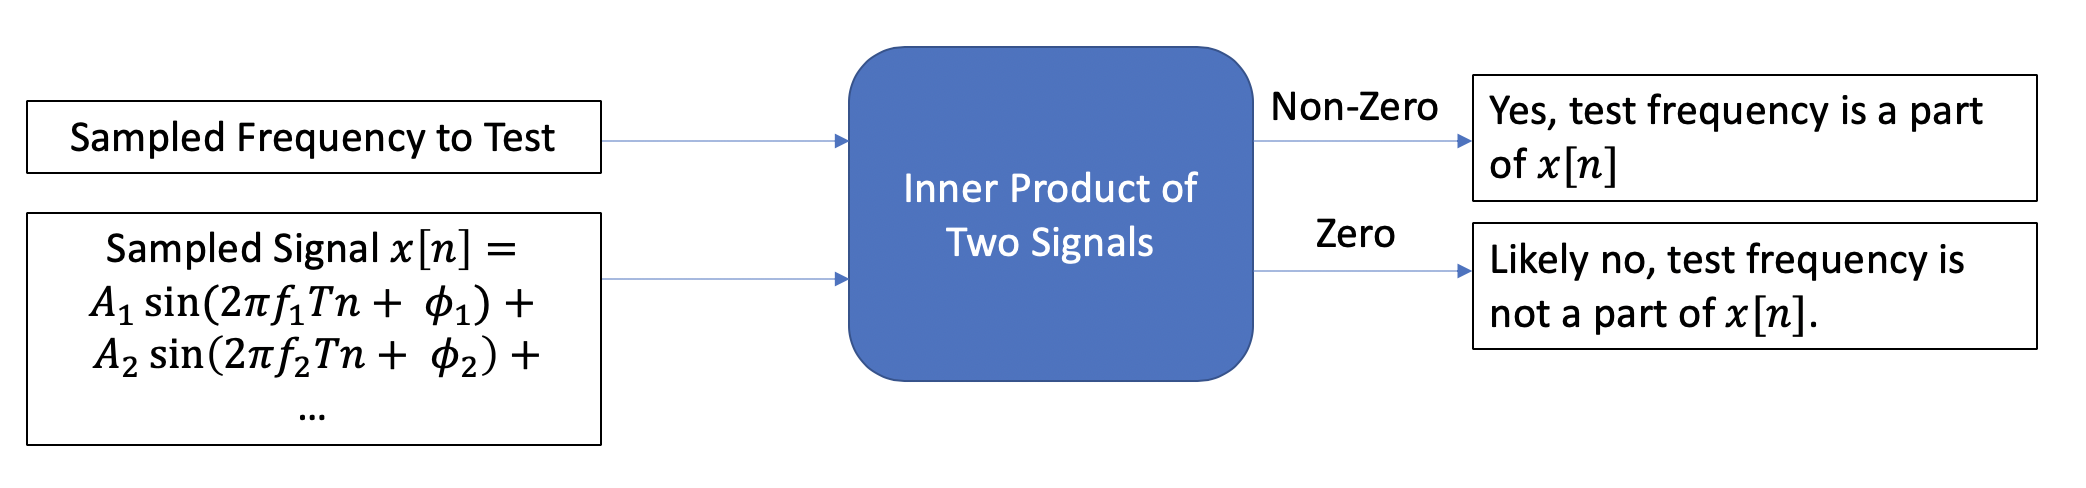 Sampled Frequency to Test
Sampled Signal x[n] =
A₁ sin(2πf₁Tn + ϕ₁) +
A₂ sin(2πf₂Tn + ϕ₂) +
...
Inner Product of
Two Signals
Non-Zero
Zero
Yes, test frequency is a part
of x[n]
Likely no, test frequency is
not a part of x[n].